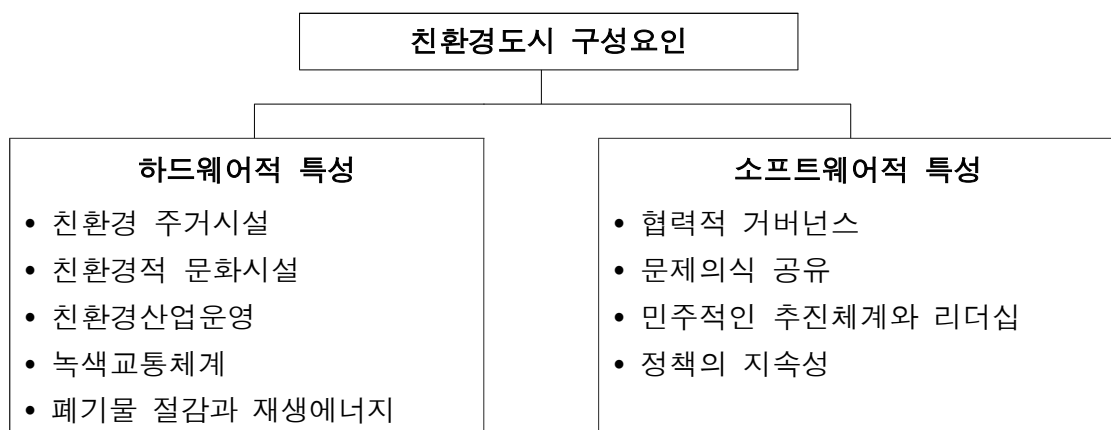 친환경도시 구성요인
하드웨어적 특성
• 친환경 주거시설
• 친환경적 문화시설
• 친환경산업운영
• 녹색교통체계
• 폐기물 절감과 재생에너지
소프트웨어적 특성
• 협력적 거버넌스
• 문제의식 공유
• 민주적인 추진체계와 리더십
• 정책의 지속성